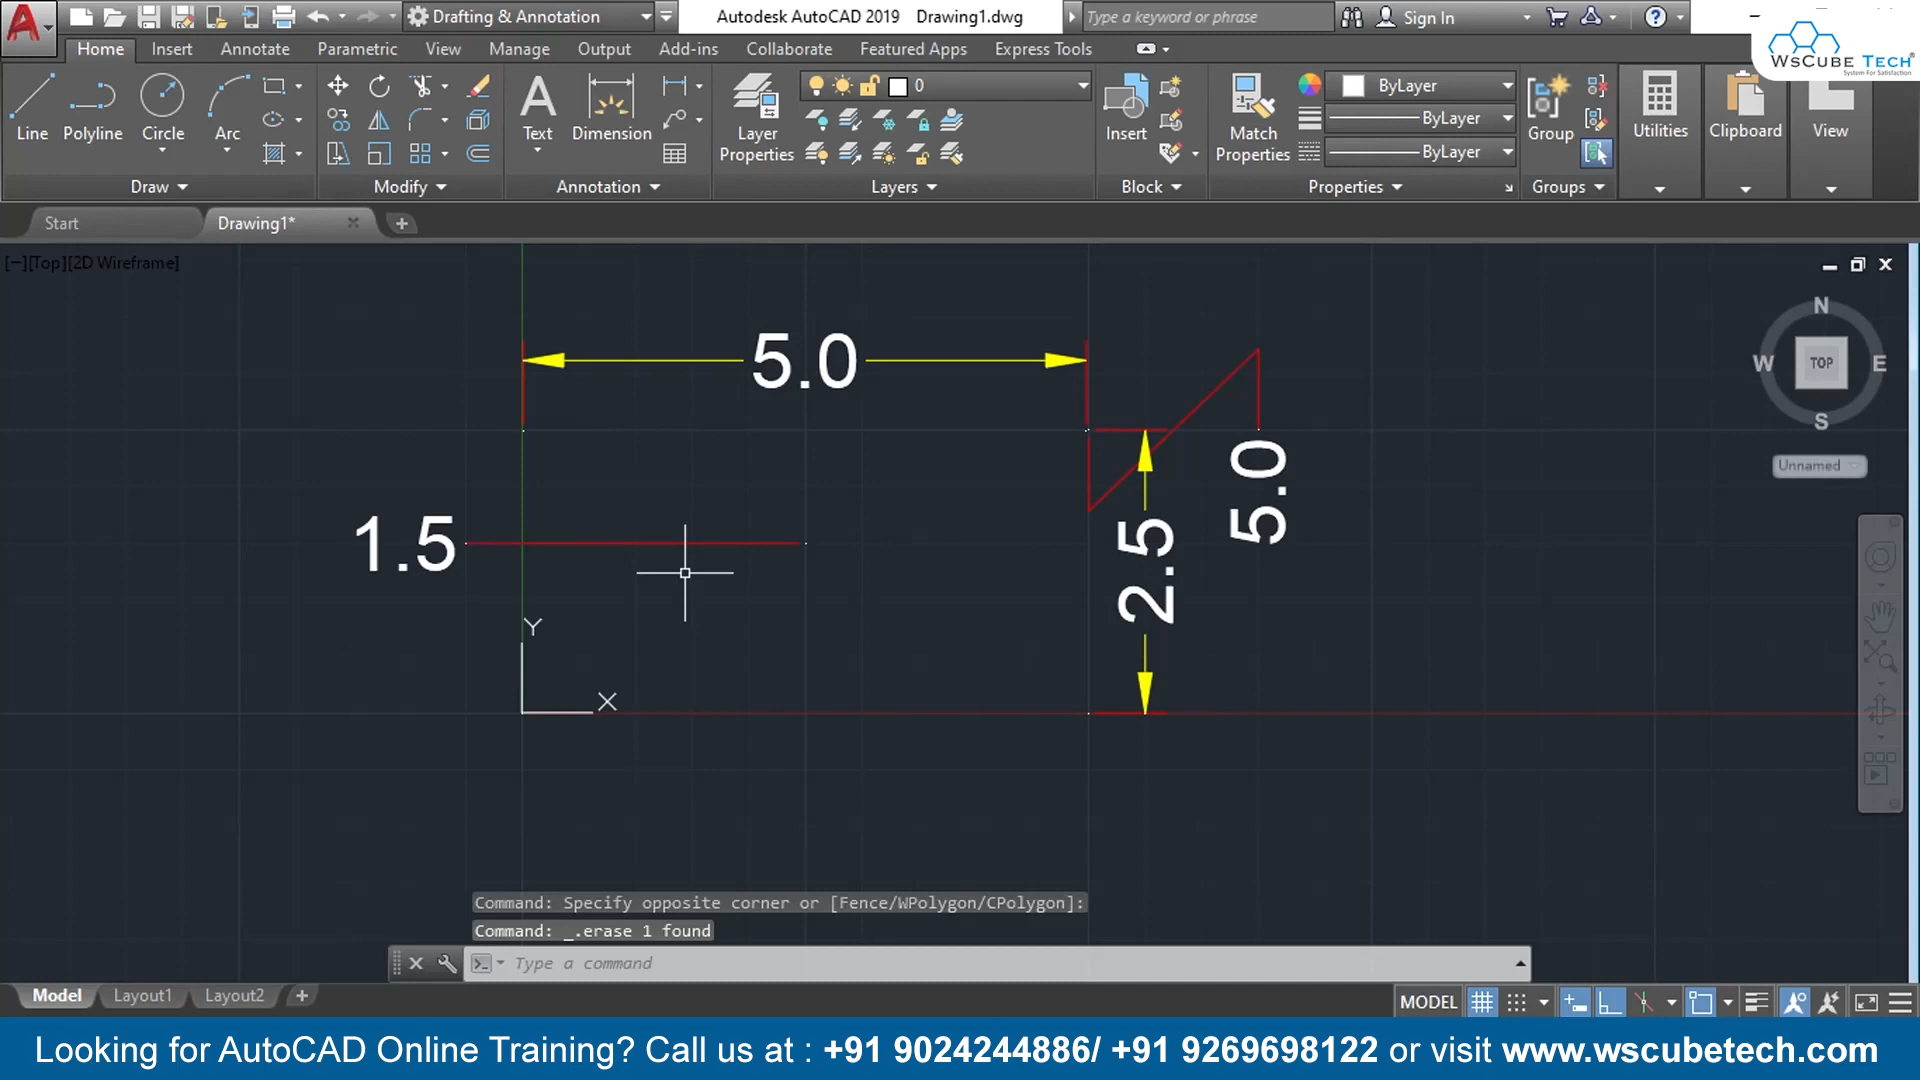 Drafting & Annotation
Autodesk AutoCAD 2019 Drawing1.dwg
Type a keyword or phrase
Sign In
WSCUBE TECH
System For Satisfaction
Home Insert Annotate Parametric View Manage Output Add-ins Collaborate Featured Apps Express Tools
Line Polyline Circle Arc
Draw
Modify
Text Dimension
Annotation
Layer Properties
0
Layers
Insert
Block
Match Properties
ByLayer
ByLayer
ByLayer
Properties
Group
Groups
Utilities
Clipboard
View
Start Drawing1*
[−][Top][2D Wireframe]
N
W TOP E
S
Unnamed
5.0
5.0
1.5
2.5
Y
X
Command: Specify opposite corner or [Fence/WPolygon/CPolygon]:
Command: _.erase 1 found
Type a command
Model Layout1 Layout2
MODEL
Looking for AutoCAD Online Training? Call us at : +91 9024244886/ +91 9269698122 or visit www.wscubetech.com